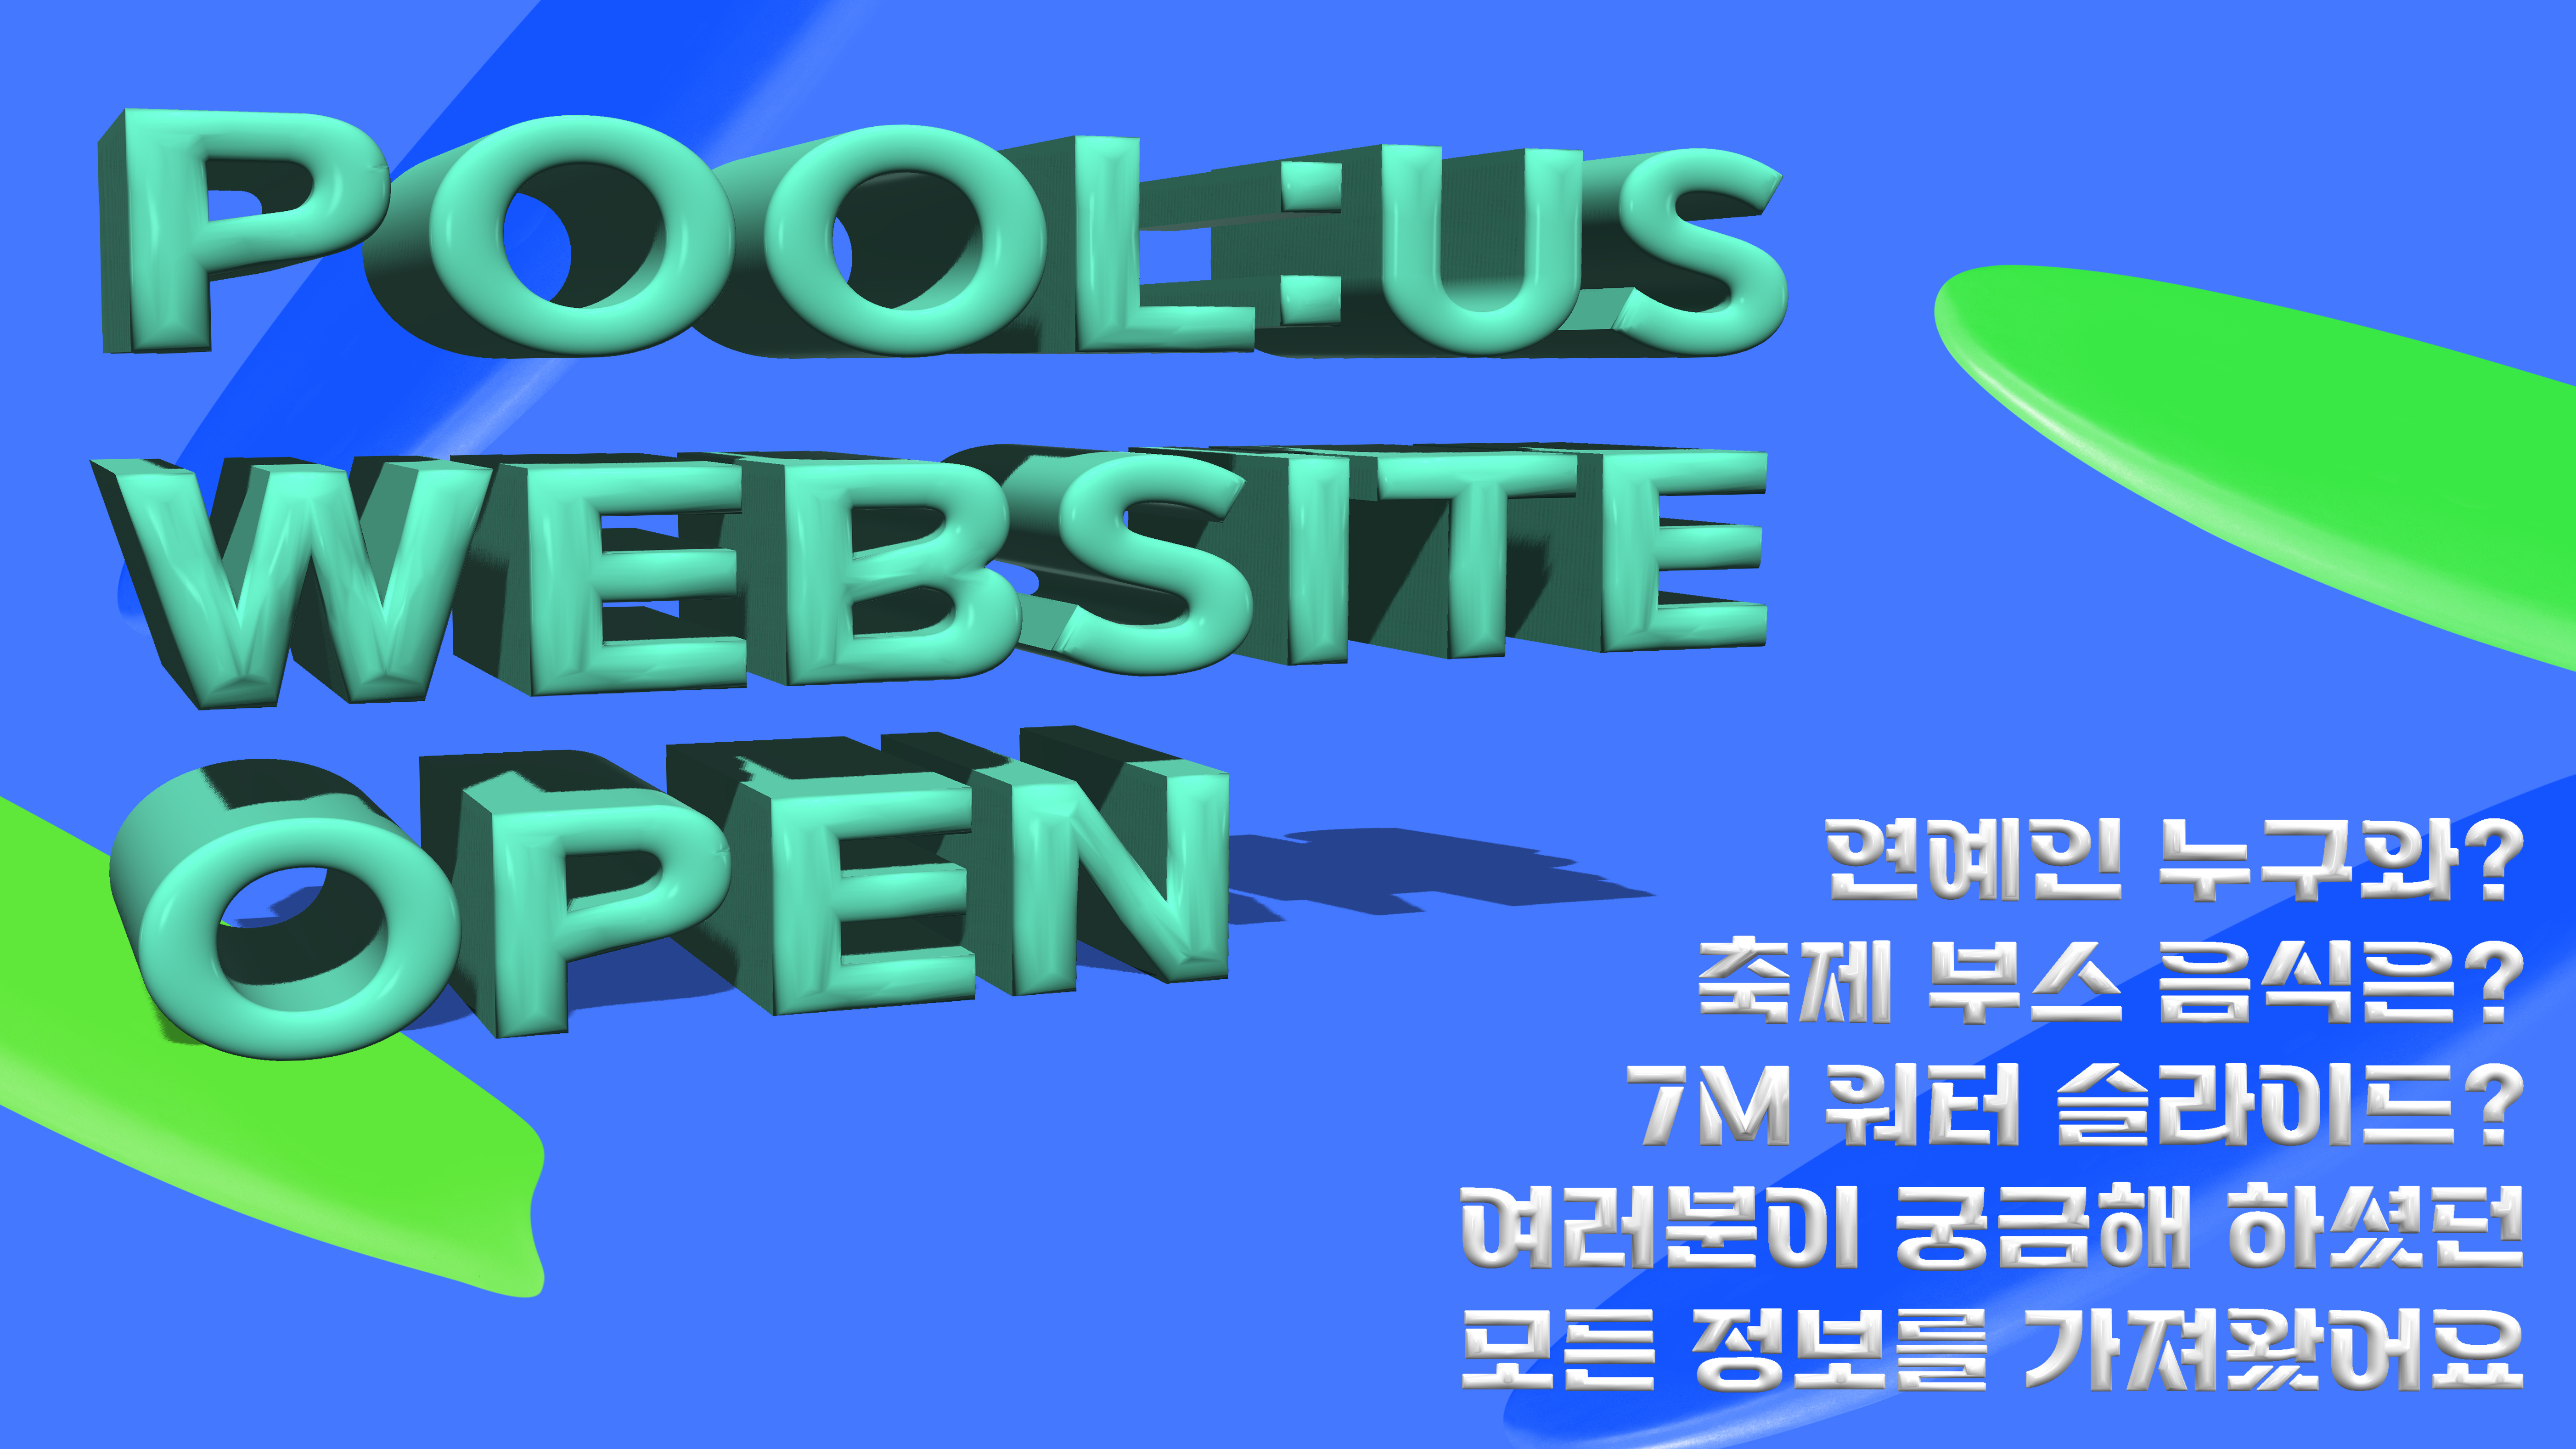 POOL:US
WEBSITE
OPEN
연예인 누구와?
축제 부스 음식은?
7M 워터 슬라이드?
여러분이 궁금해 하셨던
모든 정보를 가져왔어요